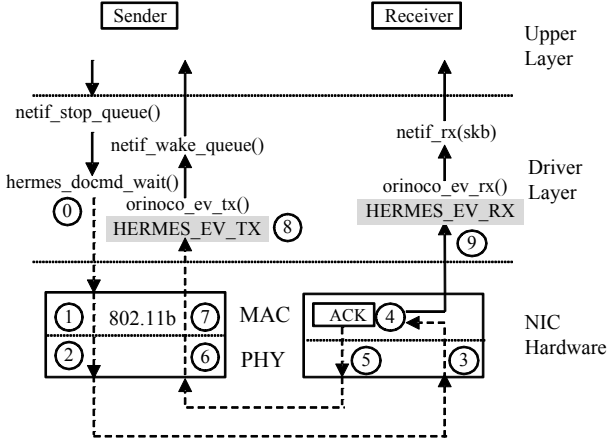 Sender
Receiver
Upper
Layer
netif_stop_queue()
netif_wake_queue()
netif_rx(skb)
Driver
Layer
hermes_docmd_wait()
0
orinoco_ev_tx()
HERMES_EV_TX
8
orinoco_ev_rx()
HERMES_EV_RX
9
1
802.11b
7
MAC
ACK
4
NIC
Hardware
2
6
PHY
5
3